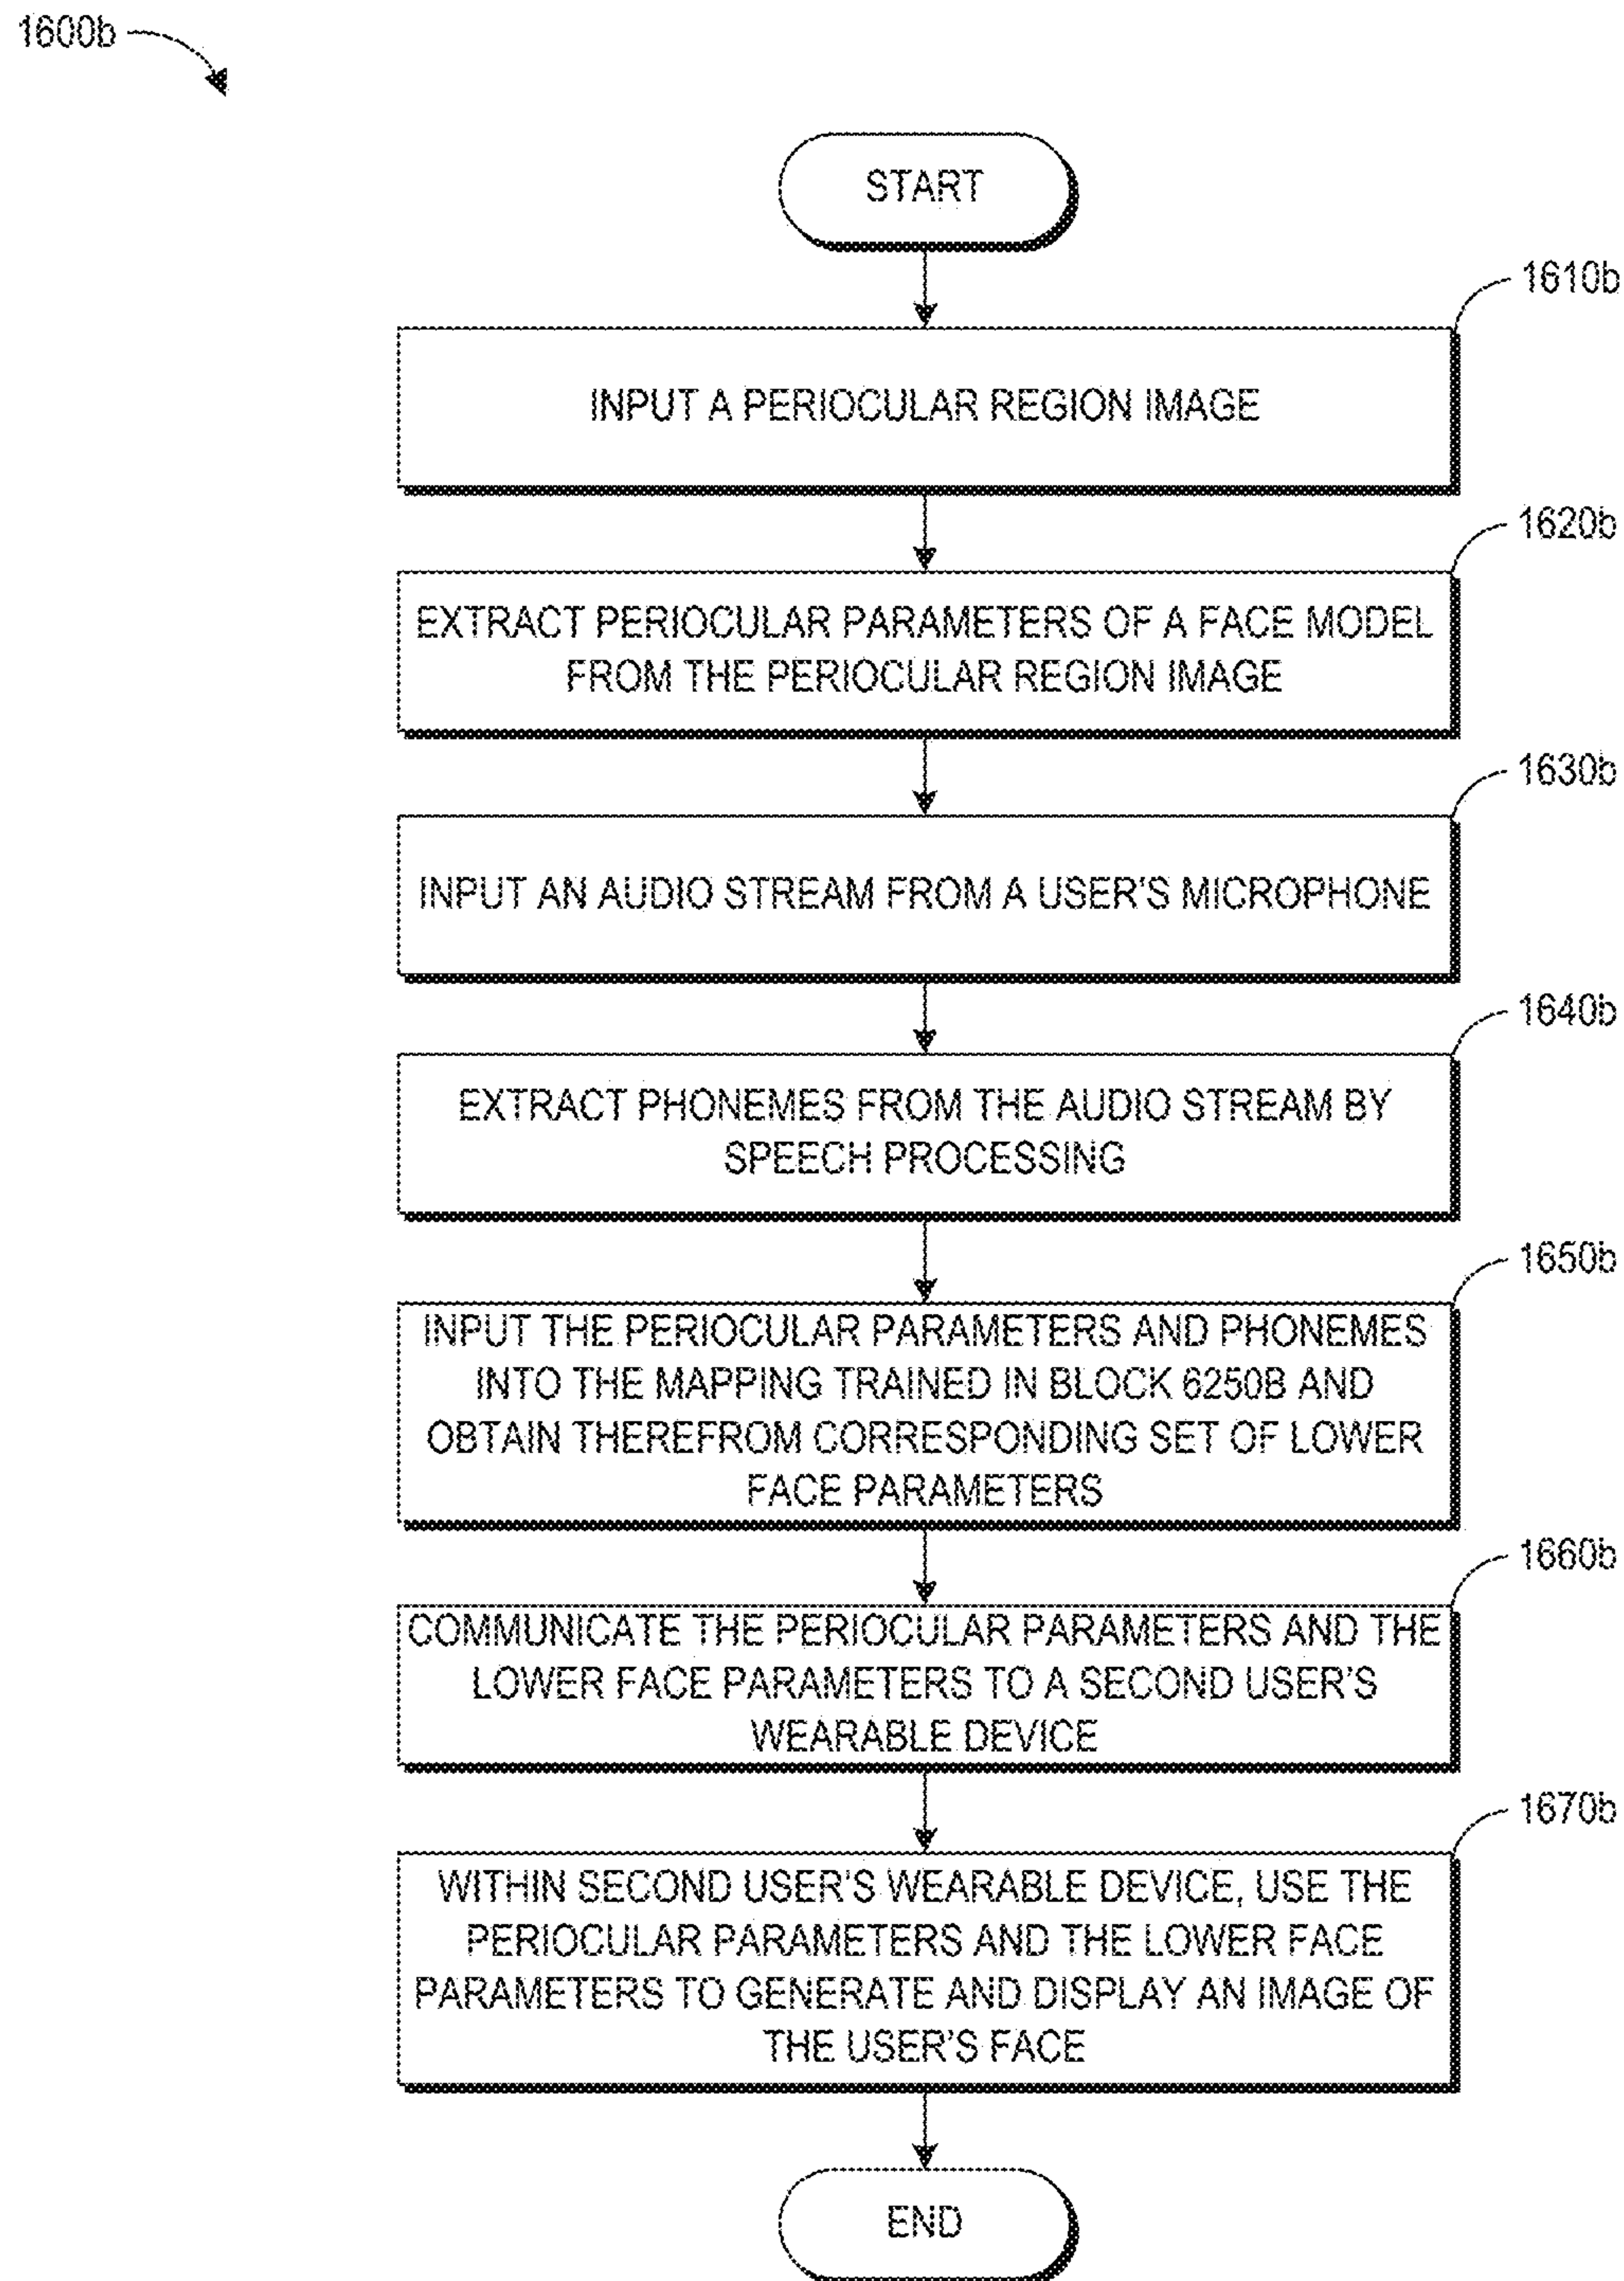 1600b
START
1610b
INPUT A PERIOCULAR REGION IMAGE
1620b
EXTRACT PERIOCULAR PARAMETERS OF A FACE MODEL
FROM THE PERIOCULAR REGION IMAGE
1630b
INPUT AN AUDIO STREAM FROM A USER'S MICROPHONE
1640b
EXTRACT PHONEMES FROM THE AUDIO STREAM BY
SPEECH PROCESSING
1650b
INPUT THE PERIOCULAR PARAMETERS AND PHONEMES
INTO THE MAPPING TRAINED IN BLOCK 6250B AND
OBTAIN THEREFROM CORRESPONDING SET OF LOWER
FACE PARAMETERS
1660b
COMMUNICATE THE PERIOCULAR PARAMETERS AND THE
LOWER FACE PARAMETERS TO A SECOND USER'S
WEARABLE DEVICE
1670b
WITHIN SECOND USER'S WEARABLE DEVICE, USE THE
PERIOCULAR PARAMETERS AND THE LOWER FACE
PARAMETERS TO GENERATE AND DISPLAY AN IMAGE OF
THE USER'S FACE
END